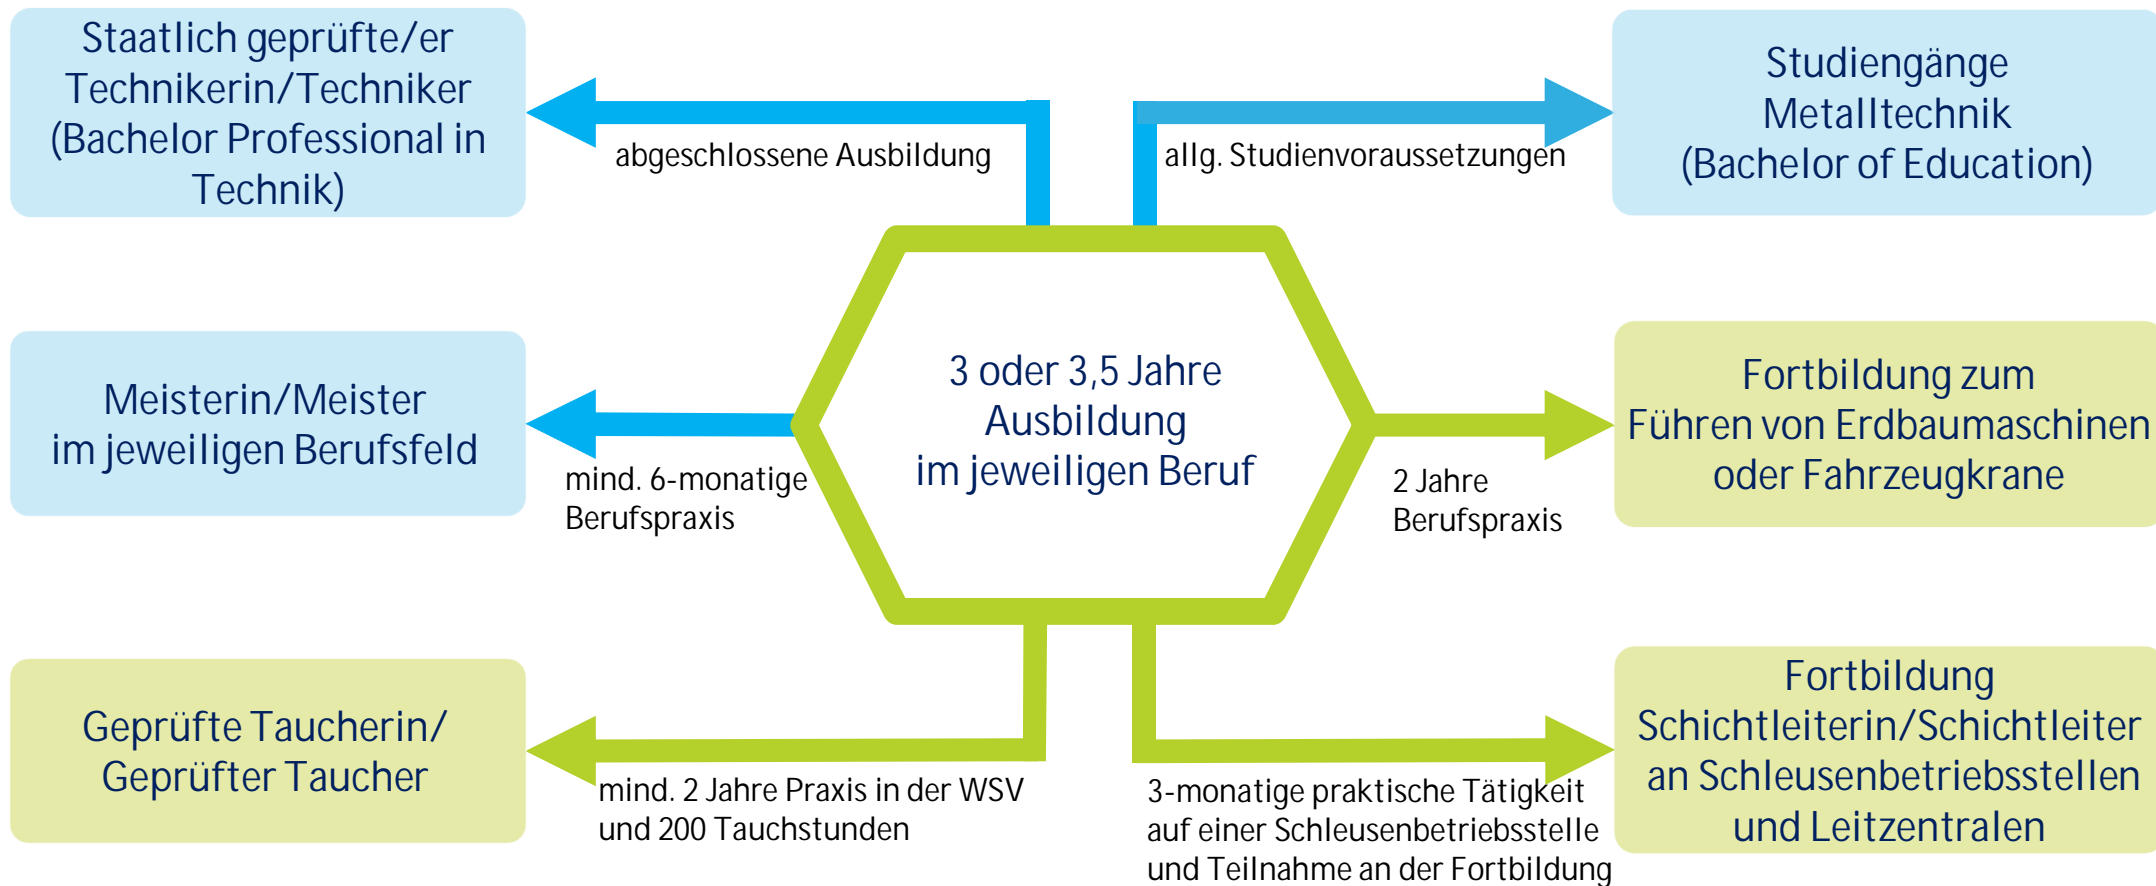 Staatlich geprüfte/er
Technikerin/Techniker
(Bachelor Professional in
Technik)
abgeschlossene Ausbildung
allg. Studienvoraussetzungen
Studiengänge
Metalltechnik
(Bachelor of Education)
Meisterin/Meister
im jeweiligen Berufsfeld
mind. 6-monatige
Berufspraxis
3 oder 3,5 Jahre
Ausbildung
im jeweiligen Beruf
2 Jahre
Berufspraxis
Fortbildung zum
Führen von Erdbaumaschinen
oder Fahrzeugkrane
Geprüfte Taucherin/
Geprüfter Taucher
mind. 2 Jahre Praxis in der WSV
und 200 Tauchstunden
3-monatige praktische Tätigkeit
auf einer Schleusenbetriebsstelle
und Teilnahme an der Fortbildung
Fortbildung
Schichtleiterin/Schichtleiter
an Schleusenbetriebsstellen
und Leitzentralen